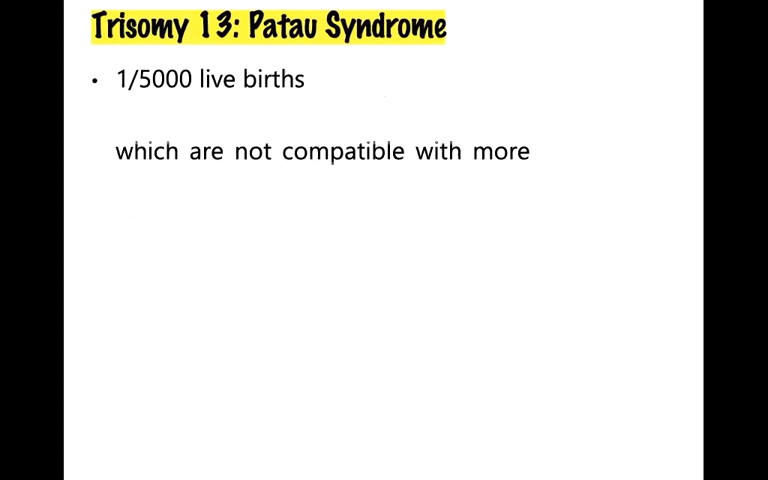 Trisomy 13: Patau Syndrome
• 1/5000 live births
which are not compatible with more